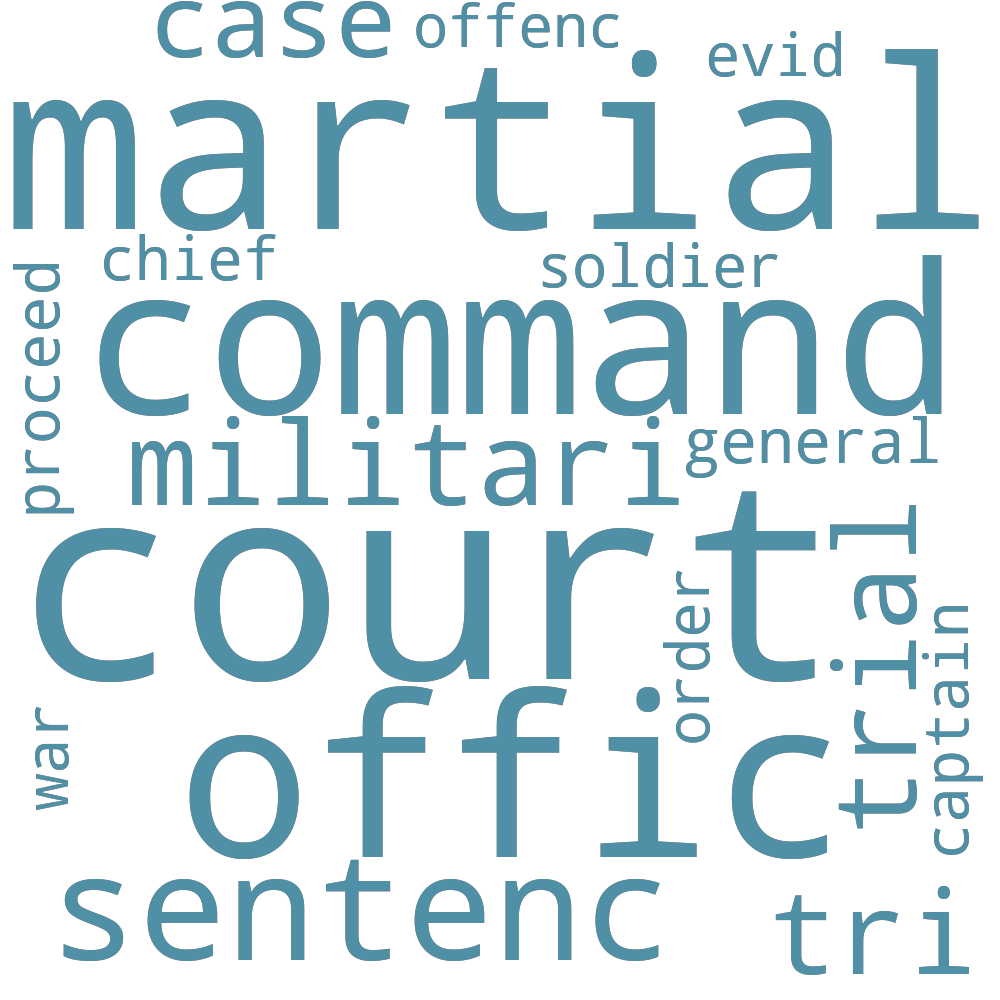 case offenc
evid
martial
chief soldier
proceed
command
militari general
court
trial
order
captain
war
offic
sentenc
tri